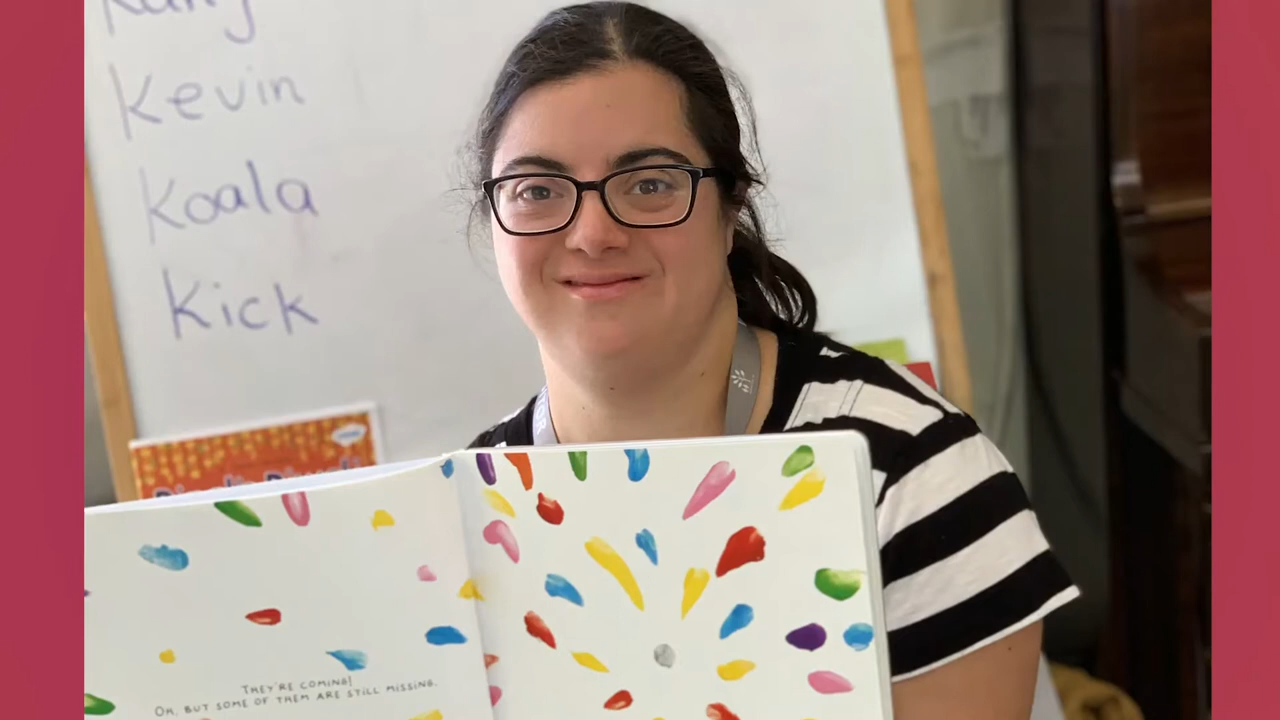 Kevin
Koala
Kick
THEY'RE COMING!
OH, BUT SOME OF THEM ARE STILL MISSING.